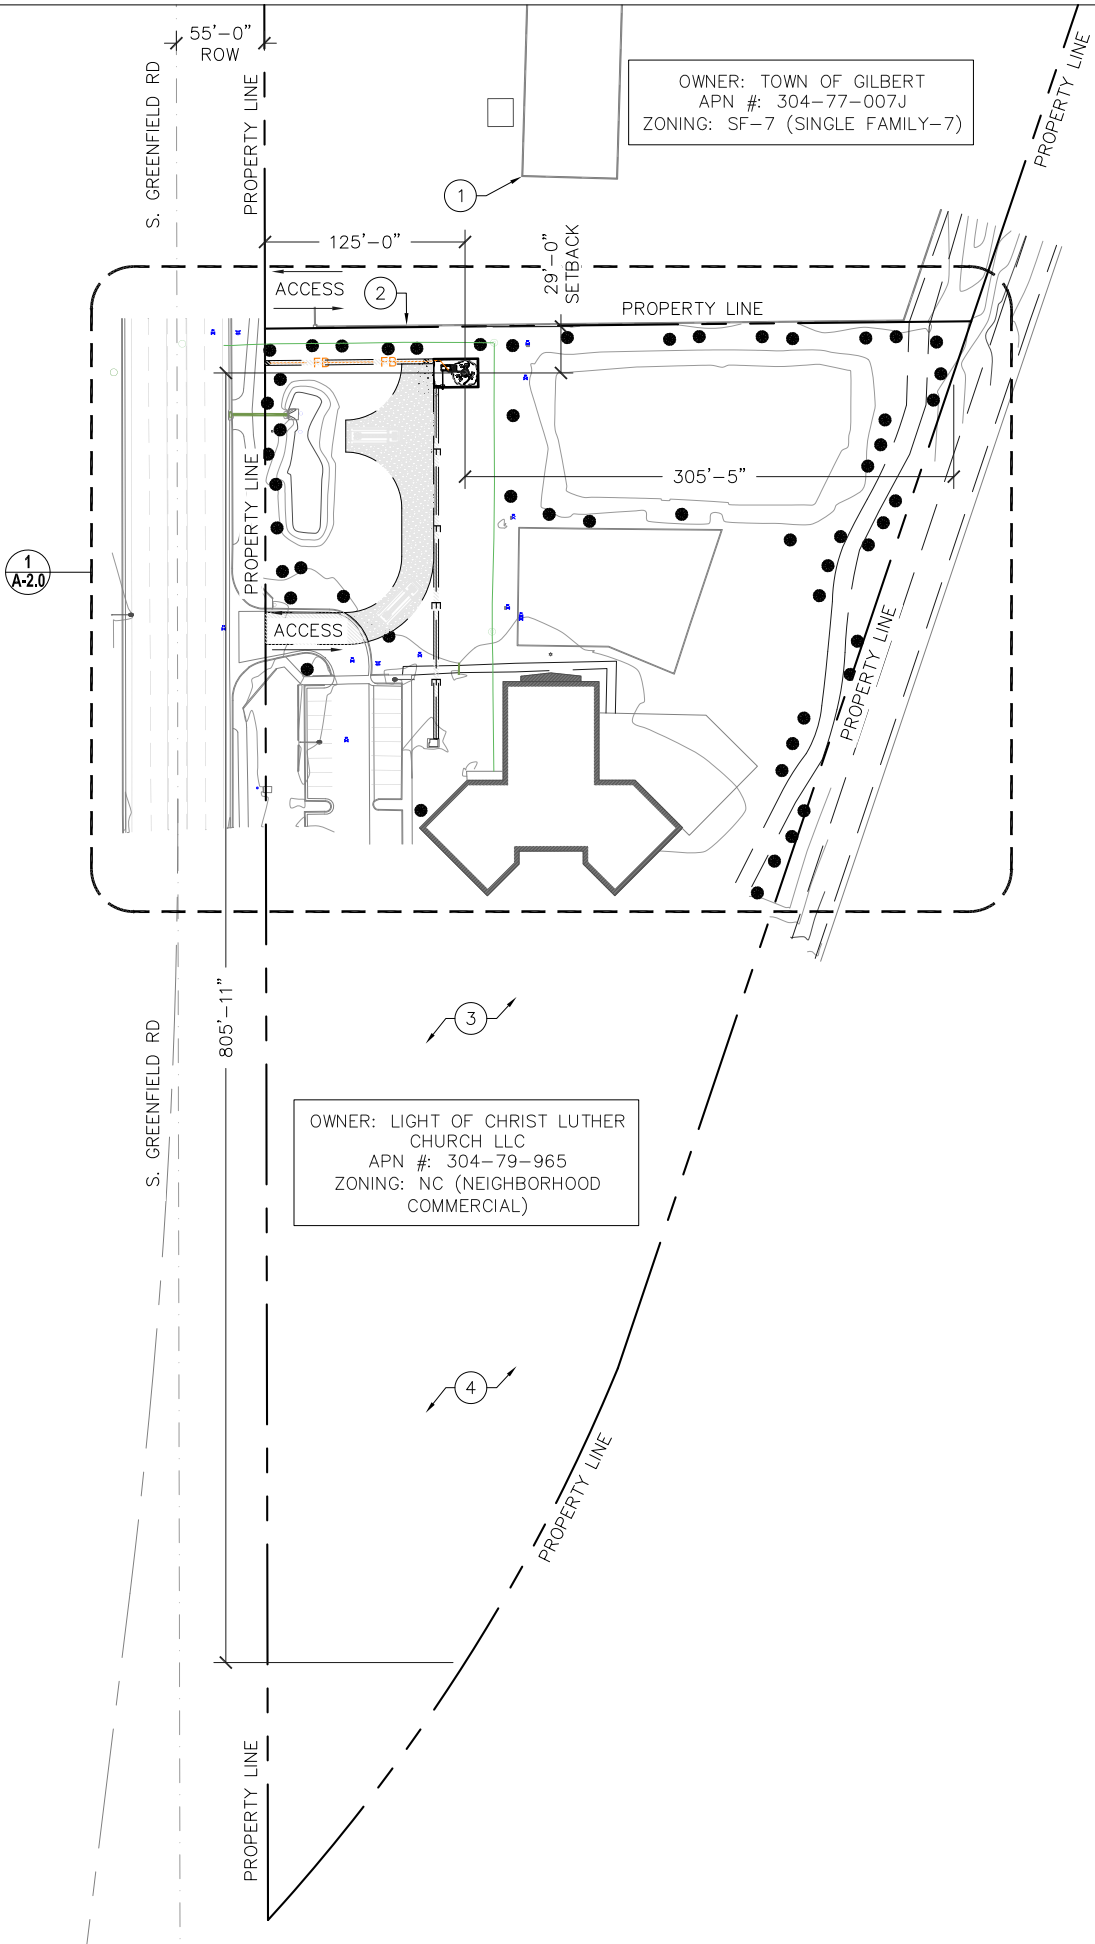 55'-0"
ROW
S. GREENFIELD RD
PROPERTY LINE
OWNER: TOWN OF GILBERT
APN #: 304-77-007J
ZONING: SF-7 (SINGLE FAMILY-7)
PROPERTY LINE
1
125'-0"
29'-0"
SETBACK
ACCESS
2
PROPERTY LINE
FB
FB
PROPERTY LINE
305'-5"
E
E
1
A-2.0
ACCESS
E
E
PROPERTY LINE
805'-11"
3
S. GREENFIELD RD
OWNER: LIGHT OF CHRIST LUTHER
CHURCH LLC
APN #: 304-79-965
ZONING: NC (NEIGHBORHOOD
COMMERCIAL)
4
PROPERTY LINE
PROPERTY LINE